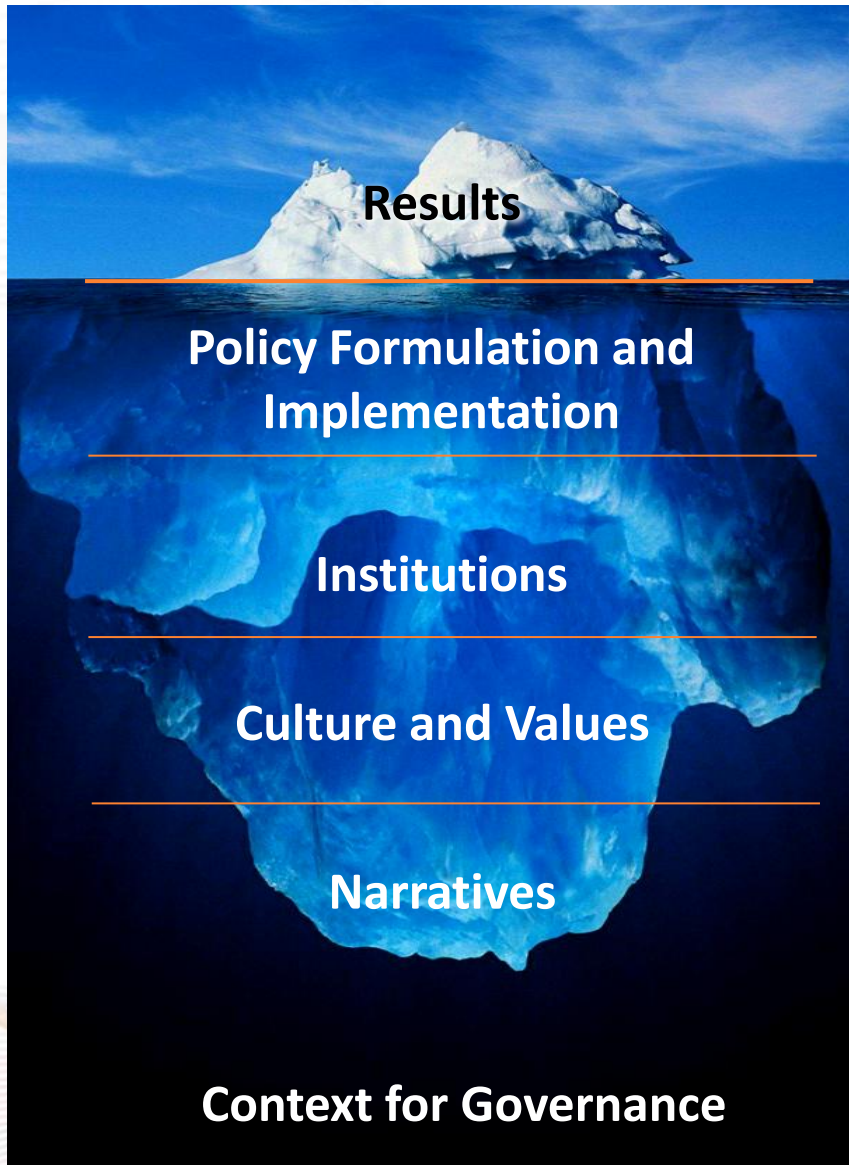 Results
Policy Formulation and
Implementation
Institutions
Culture and Values
Narratives
Context for Governance